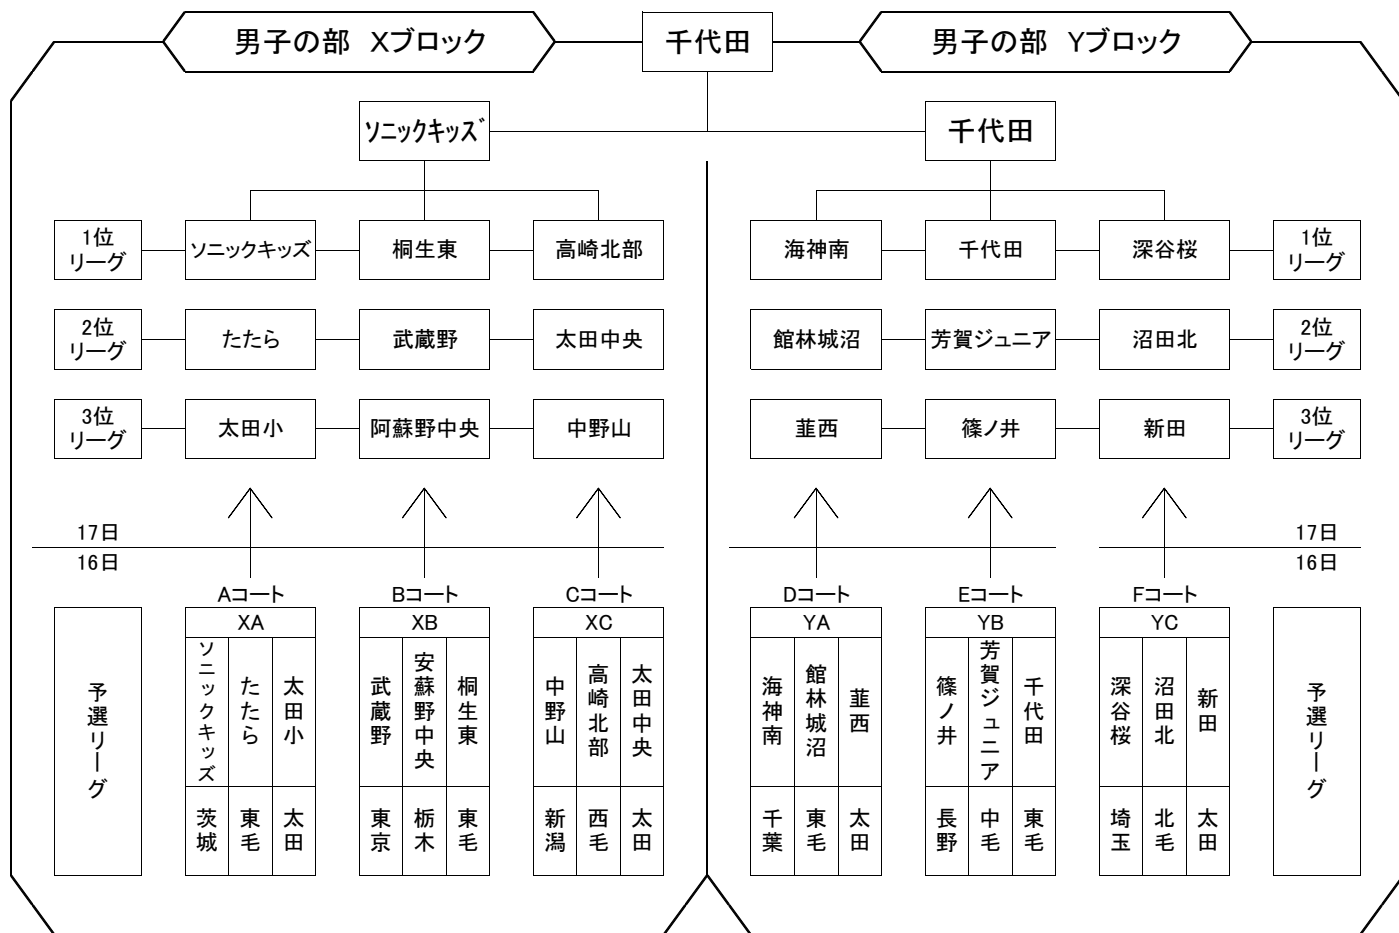 男子の部　Xブロック
千代田
男子の部　Yブロック
ソニックキッズ
千代田
1位
リーグ
ソニックキッズ
桐生東
高崎北部
海神南
千代田
深谷桜
1位
リーグ
2位
リーグ
たたら
武蔵野
太田中央
館林城沼
芳賀ジュニア
沼田北
2位
リーグ
3位
リーグ
太田小
阿蘇野中央
中野山
韮西
篠ノ井
新田
3位
リーグ
17日
17日
16日
16日
Aコート
Bコート
Cコート
Dコート
Eコート
Fコート
XA
XB
XC
YA
YB
YC
予選リーグ
ソニックキッズ
たたら
太田小
武蔵野
安蘇野中央
桐生東
中野山
高崎北部
太田中央
海神南
館林城沼
韮西
篠ノ井
芳賀ジュニア
千代田
深谷桜
沼田北
新田
予選リーグ
茨城
東毛
太田
東京
栃木
東毛
新潟
西毛
太田
千葉
東毛
太田
長野
中毛
東毛
埼玉
北毛
太田